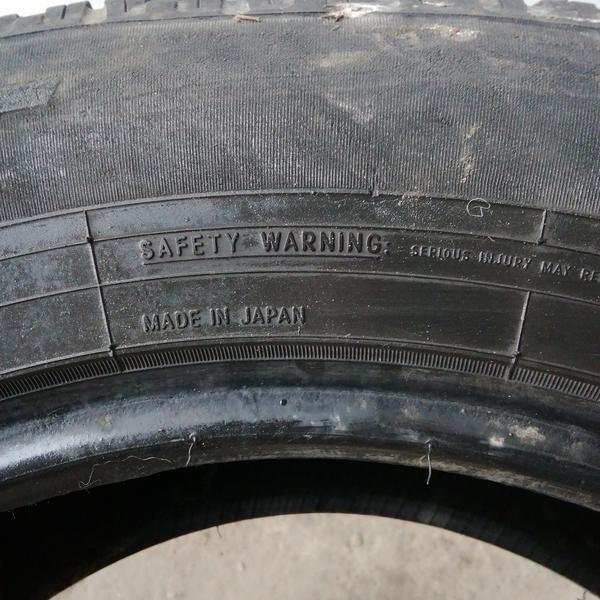 SAFETY WARNING: SERIOUS INJURY MAY
MADE IN JAPAN